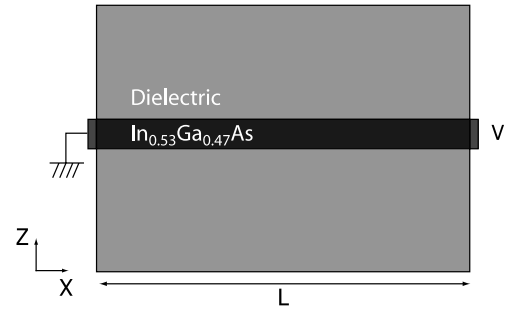 Dielectric
In₀.₅₃Ga₀.₄₇As
V
Z
X
L